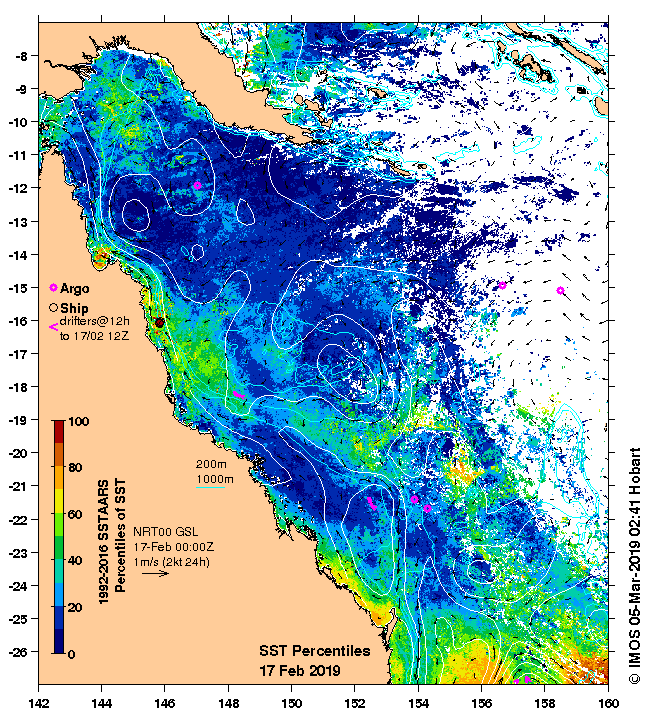 -8
-9
-10
-11
-12
-13
-14
-15
-16
-17
-18
-19
-20
-21
-22
-23
-24
-25
-26
Argo
Ship
drifters@12h
to 17/02 12Z
100
80
60
40
20
0
1992-2016 SSTAARS
Percentiles of SST
200m
1000m
NRT00 GSL
17-Feb 00:00Z
1m/s (2kt 24h)
SST Percentiles
17 Feb 2019
142 144 146 148 150 152 154 156 158 160
© IMOS 05-Mar-2019 02:41 Hobart